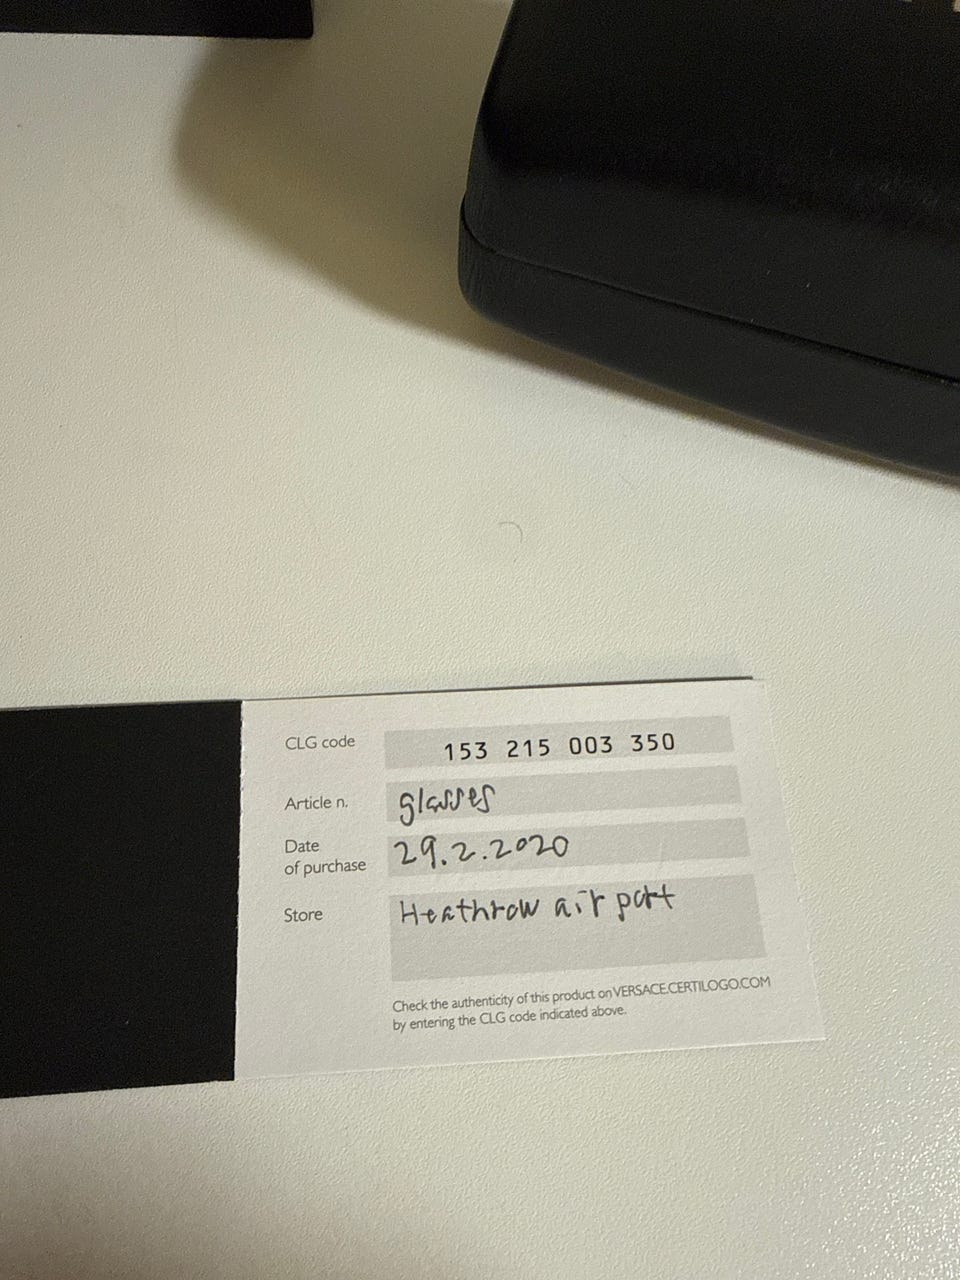 CLG code 153 215 003 350
Article n. glasses
Date
of purchase 29.2.2020
Store Heathrow air port
Check the authenticity of this product on VERSACE.CERTILOGO.COM
by entering the CLG code indicated above.